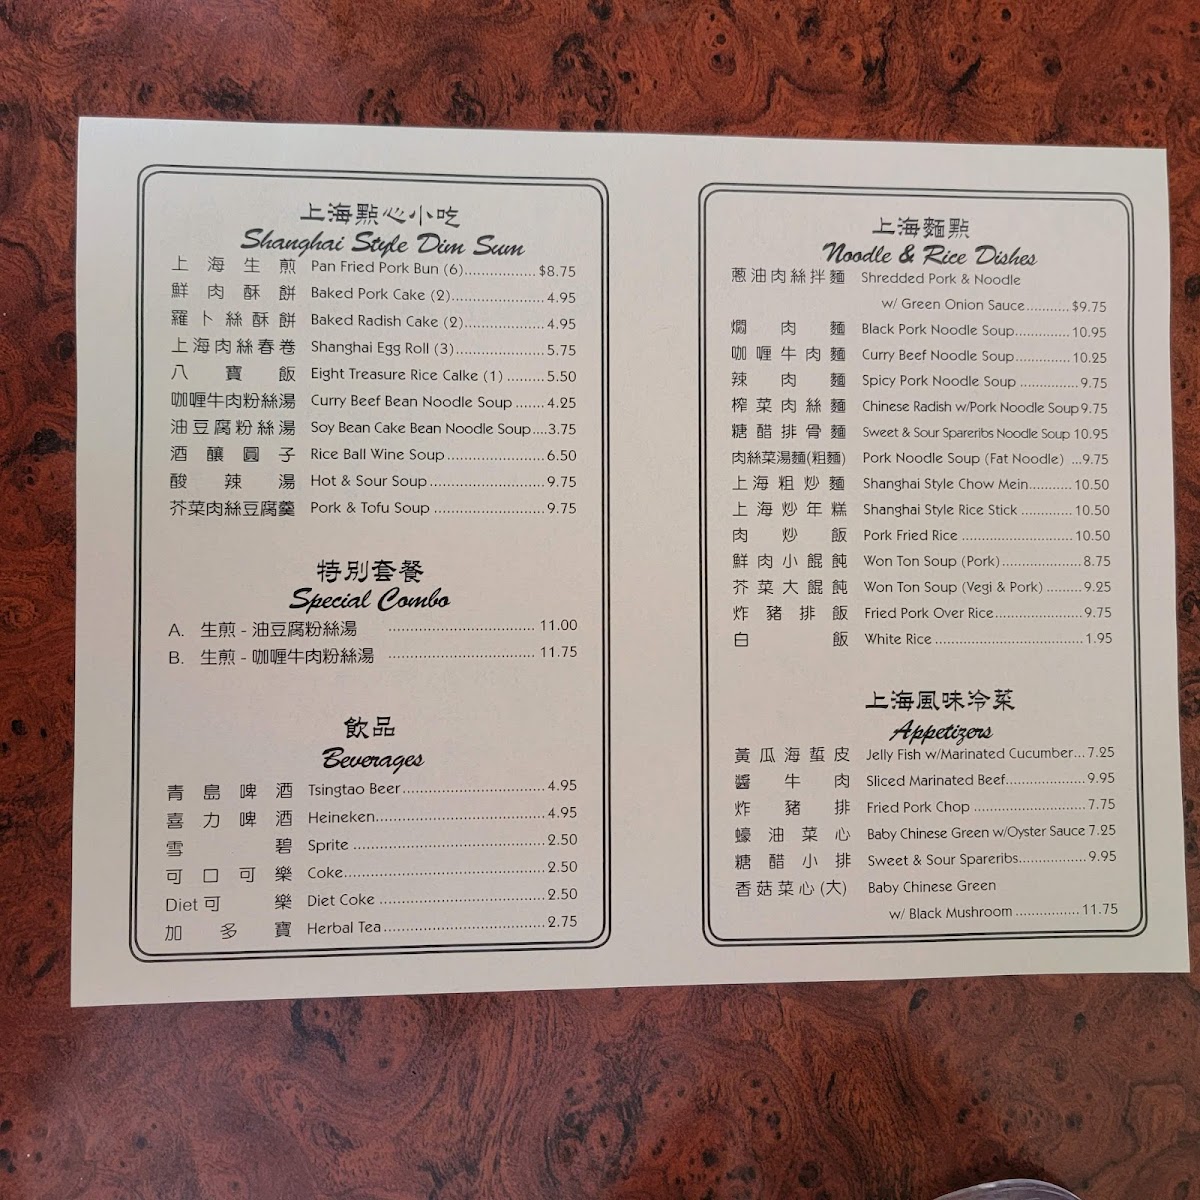 上海點心小吃
Shanghai Style Dim Sum
上海生煎 Pan Fried Pork Bun (6)................$8.75
鮮肉酥餅 Baked Pork Cake (2)....................4.95
羅卜絲酥餅 Baked Radish Cake (2).................4.95
上海肉絲春卷 Shanghai Egg Roll (3)...................5.75
八寶飯 Eight Treasure Rice Calke (1) ........5.50
咖喱牛肉粉絲湯 Curry Beef Bean Noodle Soup .......4.25
油豆腐粉絲湯 Soy Bean Cake Bean Noodle Soup....3.75
酒釀圓子 Rice Ball Wine Soup.....................6.50
酸辣湯 Hot & Sour Soup........................9.75
芥菜肉絲豆腐羹 Pork & Tofu Soup .......................9.75
特別套餐
Special Combo
A. 生煎 - 油豆腐粉絲湯 ................................ 11.00
B. 生煎 - 咖喱牛肉粉絲湯 ................................ 11.75
飲品
Beverages
青島啤酒 Tsingtao Beer.............................4.95
喜力啤酒 Heineken..................................4.95
雪碧 Sprite .......................................2.50
可口可樂 Coke.........................................2.50
Diet可樂 Diet Coke .................................2.50
加多寶 Herbal Tea.................................2.75
上海麵點
Noodle & Rice Dishes
蔥油肉絲拌麵 Shredded Pork & Noodle
w/ Green Onion Sauce...........$9.75
燜肉麵 Black Pork Noodle Soup.............10.95
咖喱牛肉麵 Curry Beef Noodle Soup.............10.25
辣肉麵 Spicy Pork Noodle Soup ...............9.75
榨菜肉絲麵 Chinese Radish w/Pork Noodle Soup9.75
糖醋排骨麵 Sweet & Sour Spareribs Noodle Soup 10.95
肉絲菜湯麵(粗麵) Pork Noodle Soup (Fat Noodle) ...9.75
上海粗炒麵 Shanghai Style Chow Mein...........10.50
上海炒年糕 Shanghai Style Rice Stick .............10.50
肉炒飯 Pork Fried Rice ............................10.50
鮮肉小餛飩 Won Ton Soup (Pork)....................8.75
芥菜大餛飩 Won Ton Soup (Vegi & Pork).........9.25
炸豬排飯 Fried Pork Over Rice......................9.75
白飯 White Rice ......................................1.95
上海風味冷菜
Appetizers
黃瓜海蜇皮 Jelly Fish w/Marinated Cucumber...7.25
醬牛肉 Sliced Marinated Beef....................9.95
炸豬排 Fried Pork Chop ............................7.75
蠔油菜心 Baby Chinese Green w/Oyster Sauce 7.25
糖醋小排 Sweet & Sour Spareribs.................9.95
香菇菜心(大) Baby Chinese Green
w/ Black Mushroom ................11.75